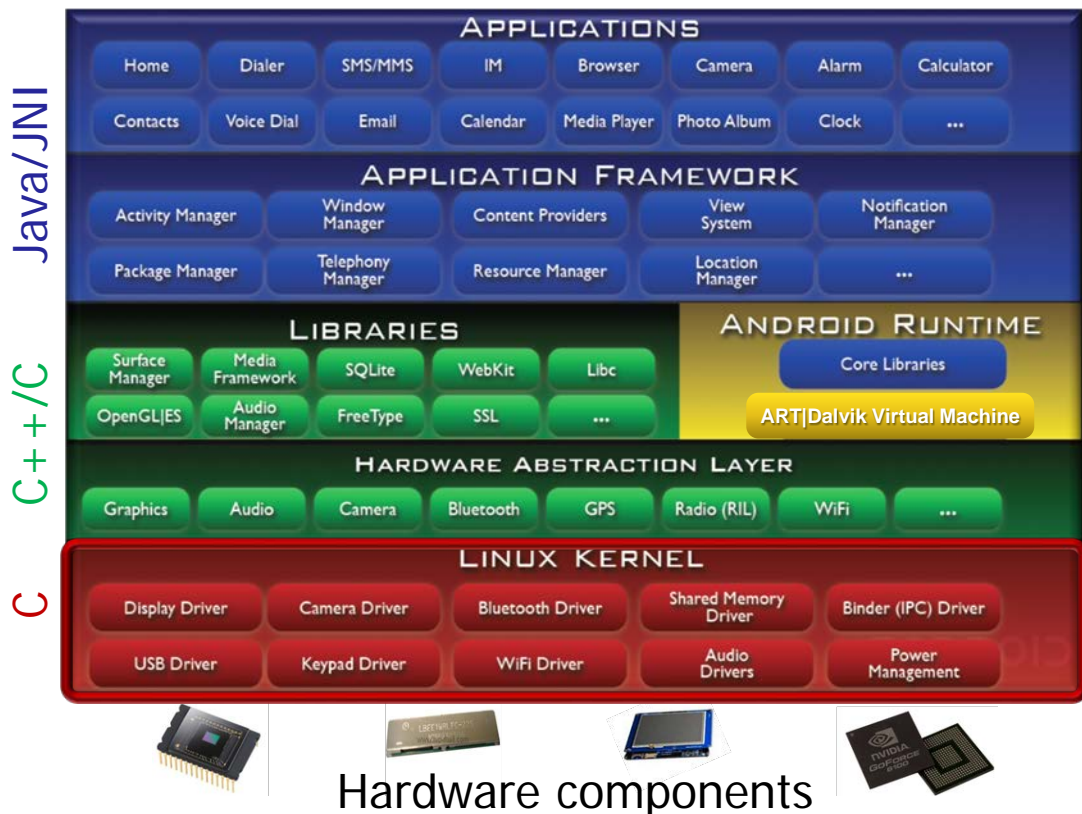 APPLICATIONS
Home Dialer SMS/MMS IM Browser Camera Alarm Calculator
Contacts Voice Dial Email Calendar Media Player Photo Album Clock ...
Java/JNI
APPLICATION FRAMEWORK
Activity Manager Window Manager Content Providers View System Notification Manager
Package Manager Telephony Manager Resource Manager Location Manager ...
LIBRARIES
Surface Manager Media Framework SQLite WebKit Libc
OpenGL|ES Audio Manager FreeType SSL ...
ANDROID RUNTIME
Core Libraries
ART|Dalvik Virtual Machine
C++/C
HARDWARE ABSTRACTION LAYER
Graphics Audio Camera Bluetooth GPS Radio (RIL) WiFi ...
C
LINUX KERNEL
Display Driver Camera Driver Bluetooth Driver Shared Memory Driver Binder (IPC) Driver
USB Driver Keypad Driver WiFi Driver Audio Drivers Power Management
NVIDIA
GOFORCE
Hardware components